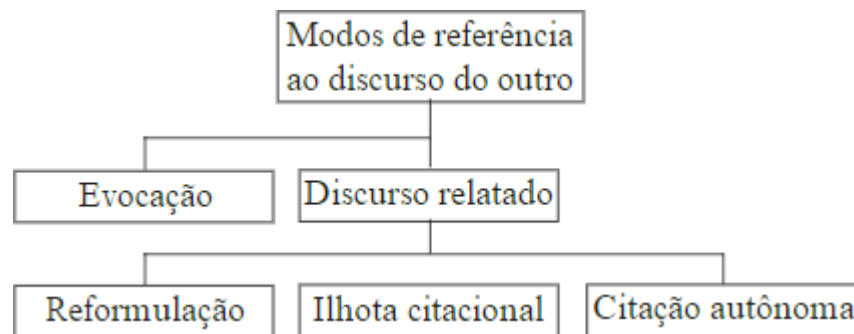 Modos de referência
ao discurso do outro
Evocação
Discurso relatado
Reformulação
Ilhota citacional
Citação autônoma